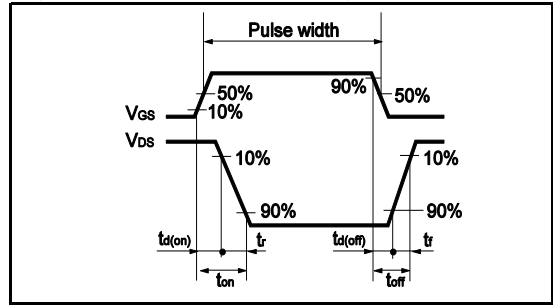 Pulse width
90%
50%
50%
10%
VGS
VDS
10%
10%
90%
90%
td(on)
tr
td(off)
tf
ton
toff